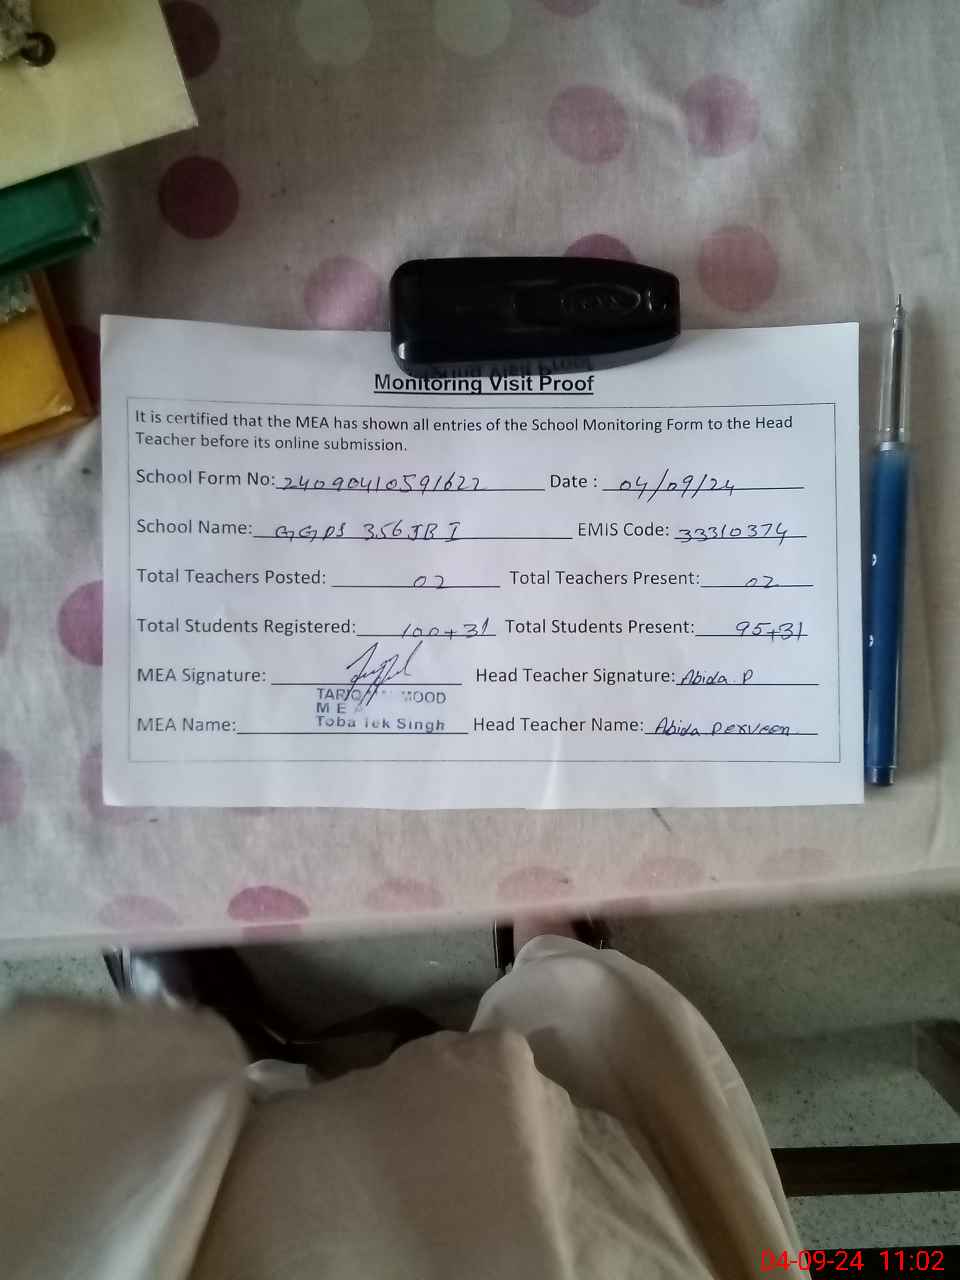 Monitoring Visit Proof
It is certified that the MEA has shown all entries of the School Monitoring Form to the Head
Teacher before its online submission.
School Form No: 24090410591622 Date : 04/09/24
School Name: GGPS 356 JB I EMIS Code: 33310374
Total Teachers Posted: 02 Total Teachers Present: 02
Total Students Registered: 100+31 Total Students Present: 95+31
MEA Signature: Head Teacher Signature: Abida P
MEA
MEA Name: Toba Tek Singh Head Teacher Name: Abida Perveen.
04-09-24 11:02